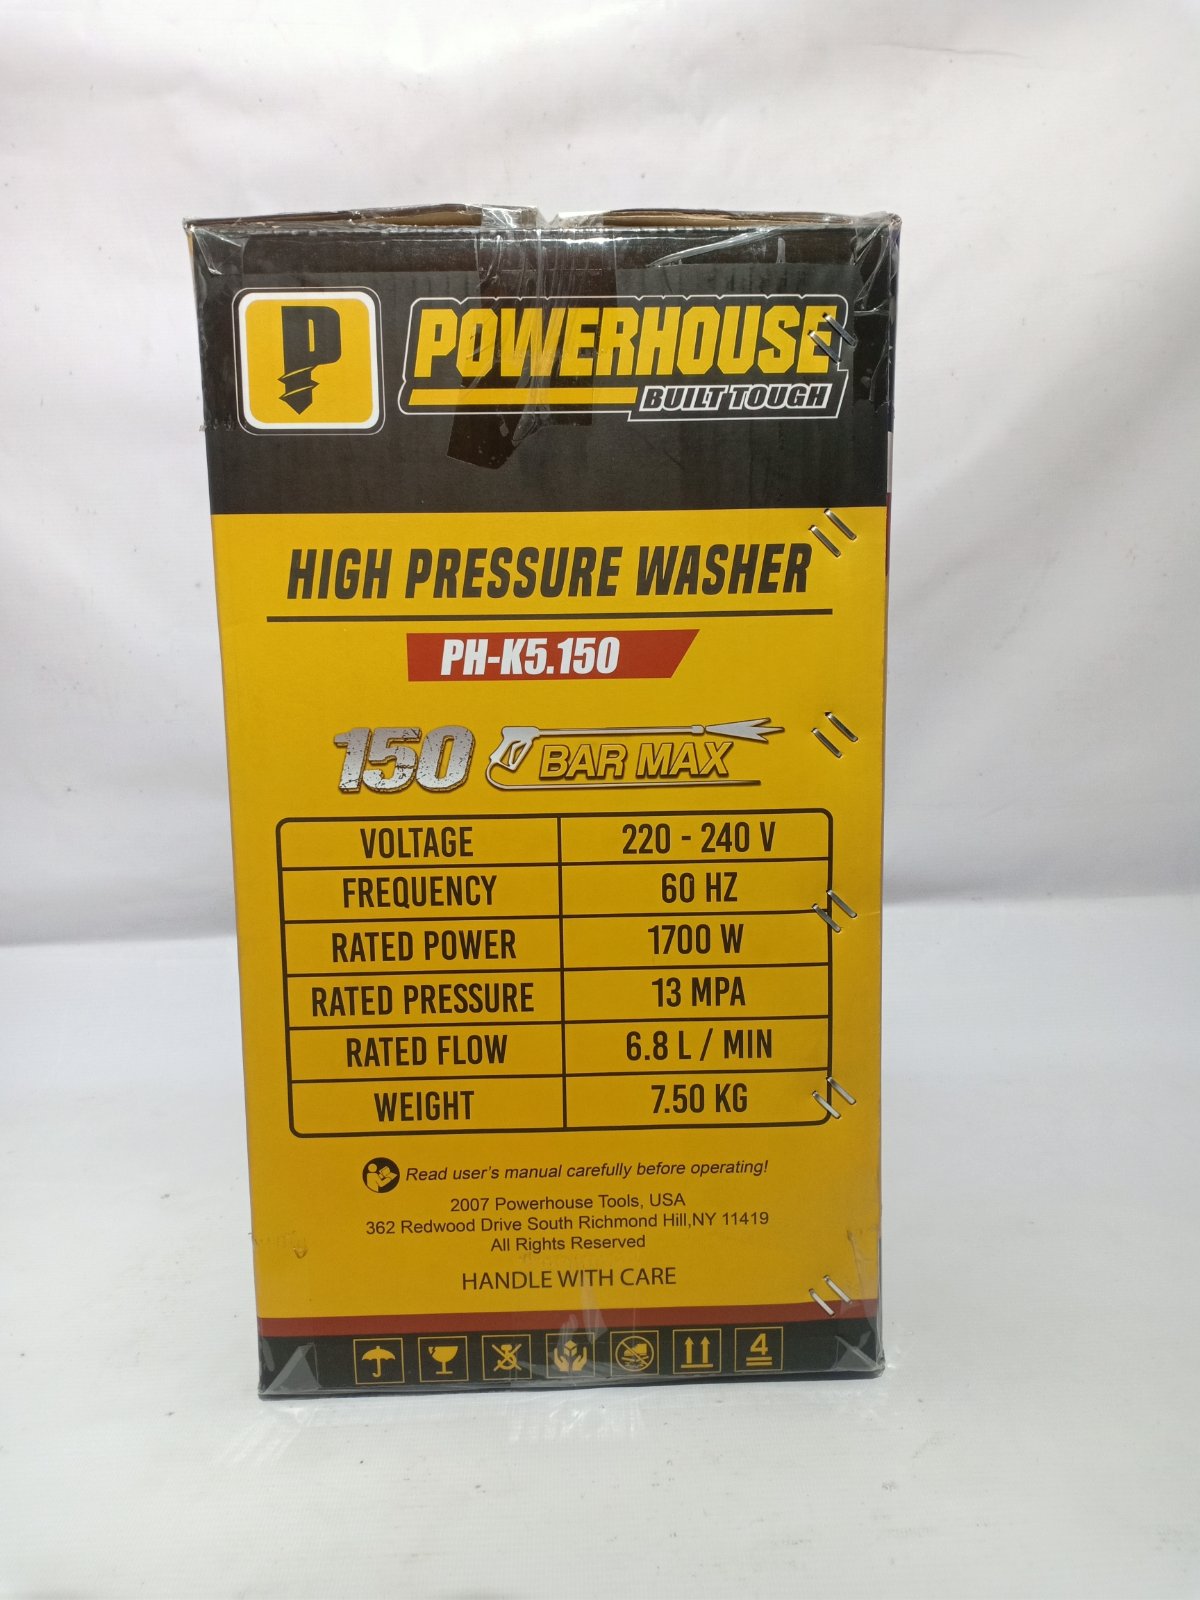 P
POWERHOUSE
BUILT TOUGH
HIGH PRESSURE WASHER
PH-K5.150
150 BAR MAX
VOLTAGE 220 - 240 V
FREQUENCY 60 HZ
RATED POWER 1700 W
RATED PRESSURE 13 MPA
RATED FLOW 6.8 L / MIN
WEIGHT 7.50 KG
Read user's manual carefully before operating!
2007 Powerhouse Tools, USA
362 Redwood Drive South Richmond Hill,NY 11419
All Rights Reserved
HANDLE WITH CARE
4